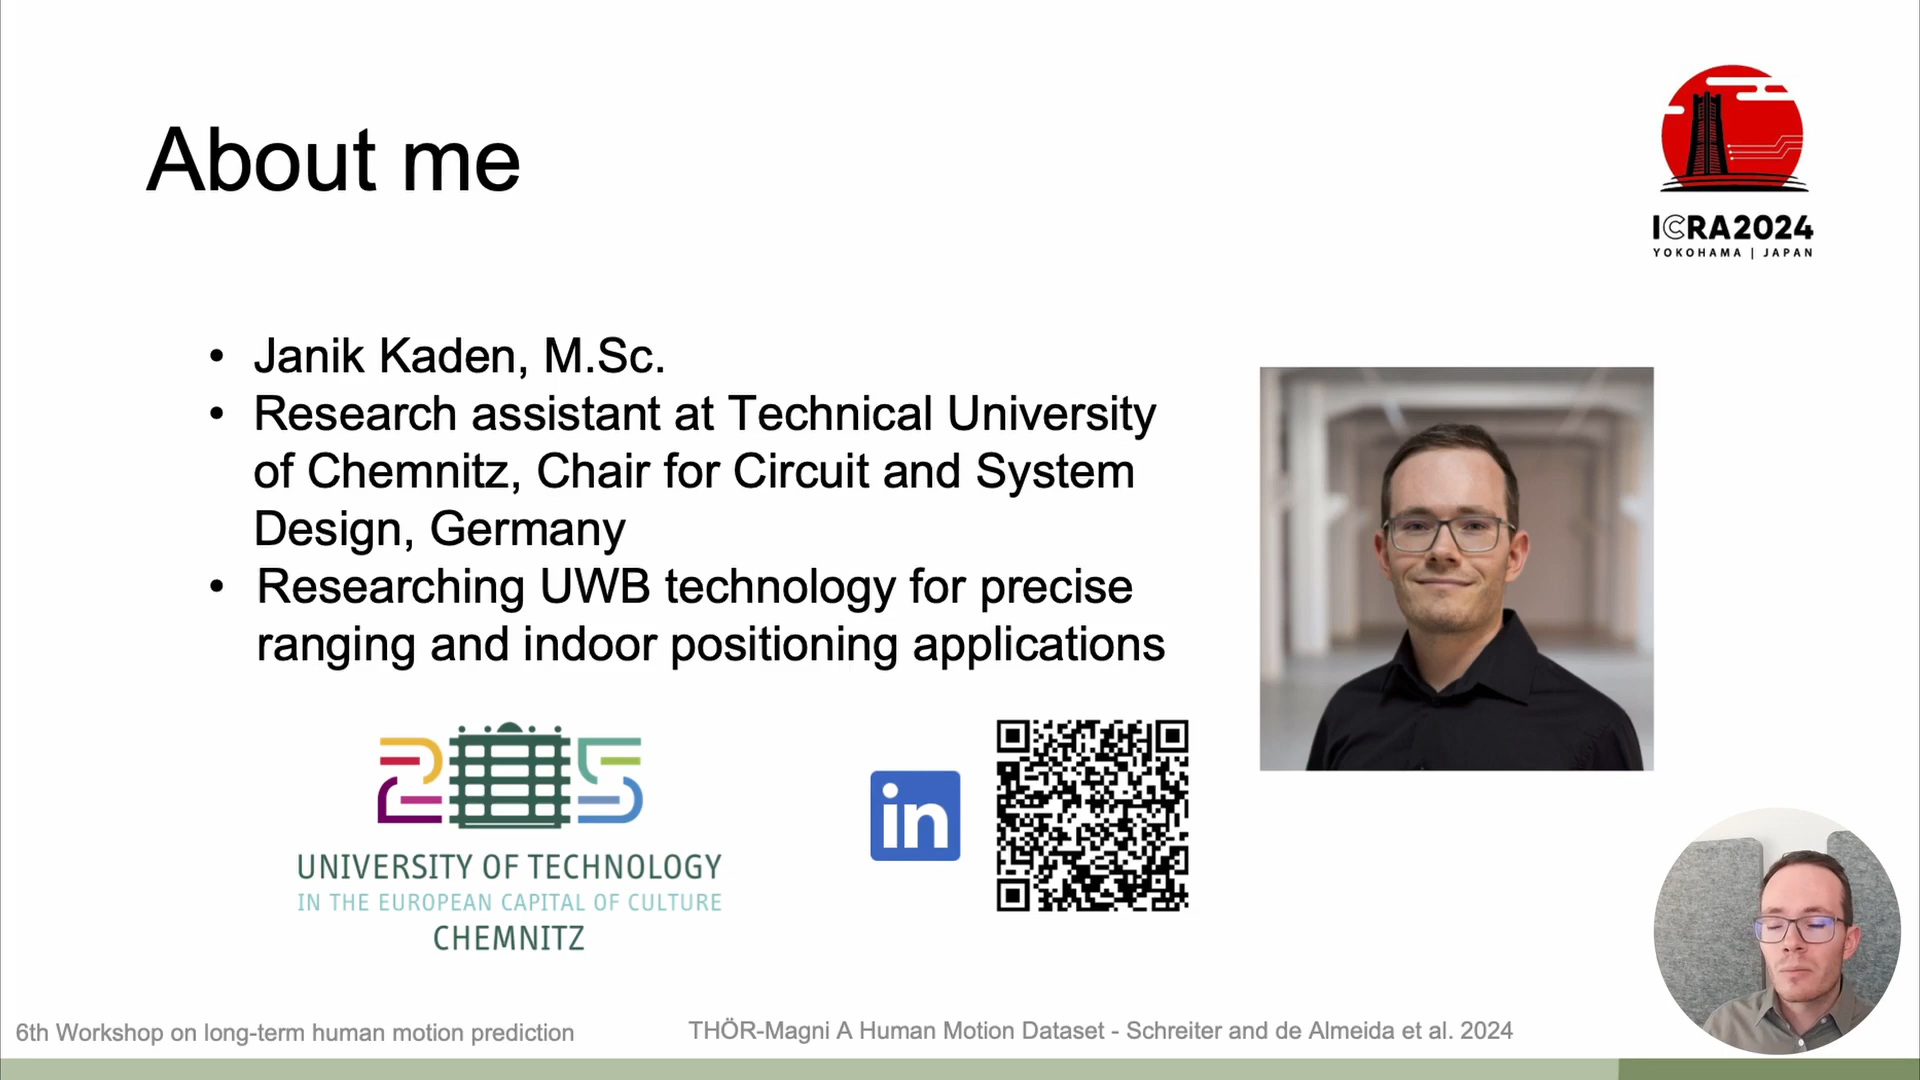 About me
ICRA2024
YOKOHAMA | JAPAN
• Janik Kaden, M.Sc.
• Research assistant at Technical University
of Chemnitz, Chair for Circuit and System
Design, Germany
• Researching UWB technology for precise
ranging and indoor positioning applications
2025
UNIVERSITY OF TECHNOLOGY
IN THE EUROPEAN CAPITAL OF CULTURE
CHEMNITZ
in
6th Workshop on long-term human motion prediction
THÖR-Magni A Human Motion Dataset - Schreiter and de Almeida et al. 2024